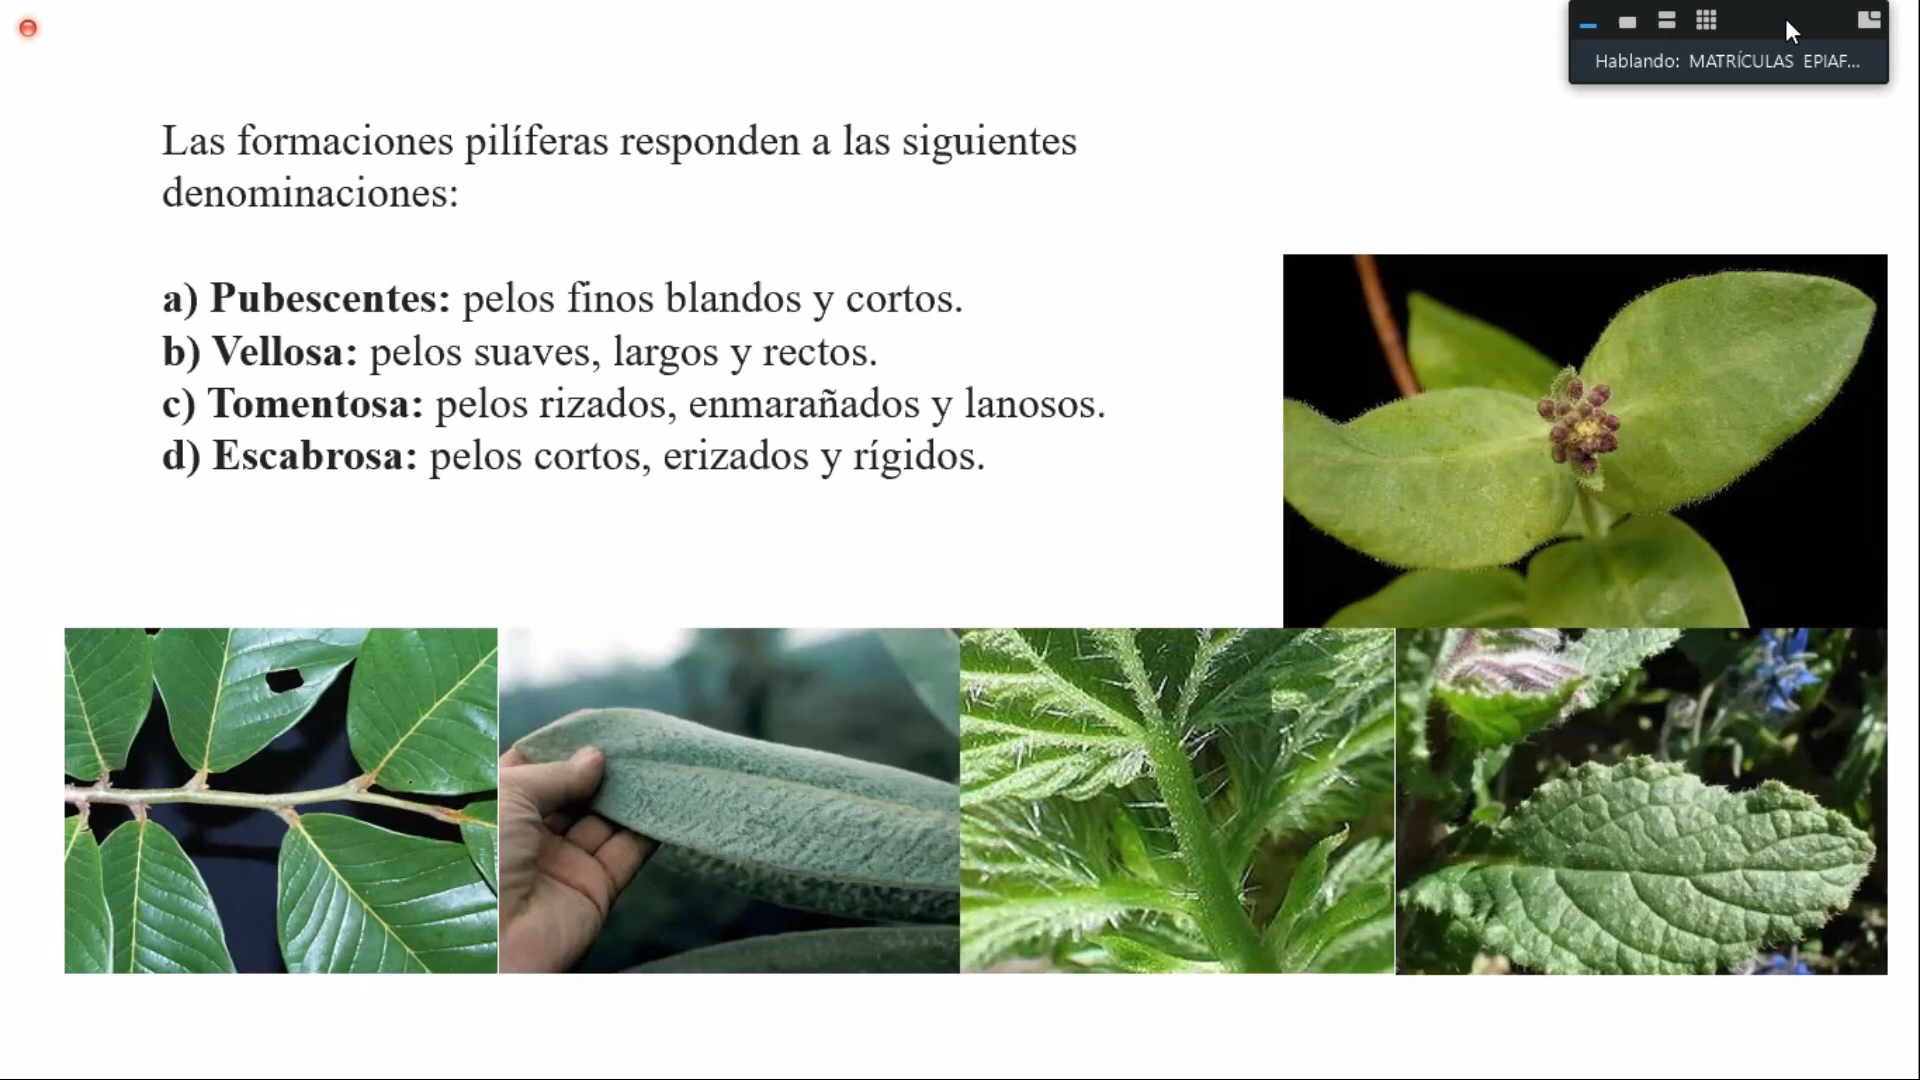 Hablando: MATRÍCULAS EPIAF...
Las formaciones pilíferas responden a las siguientes
denominaciones:
a) Pubescentes: pelos finos blandos y cortos.
b) Vellosa: pelos suaves, largos y rectos.
c) Tomentosa: pelos rizados, enmarañados y lanosos.
d) Escabrosa: pelos cortos, erizados y rígidos.